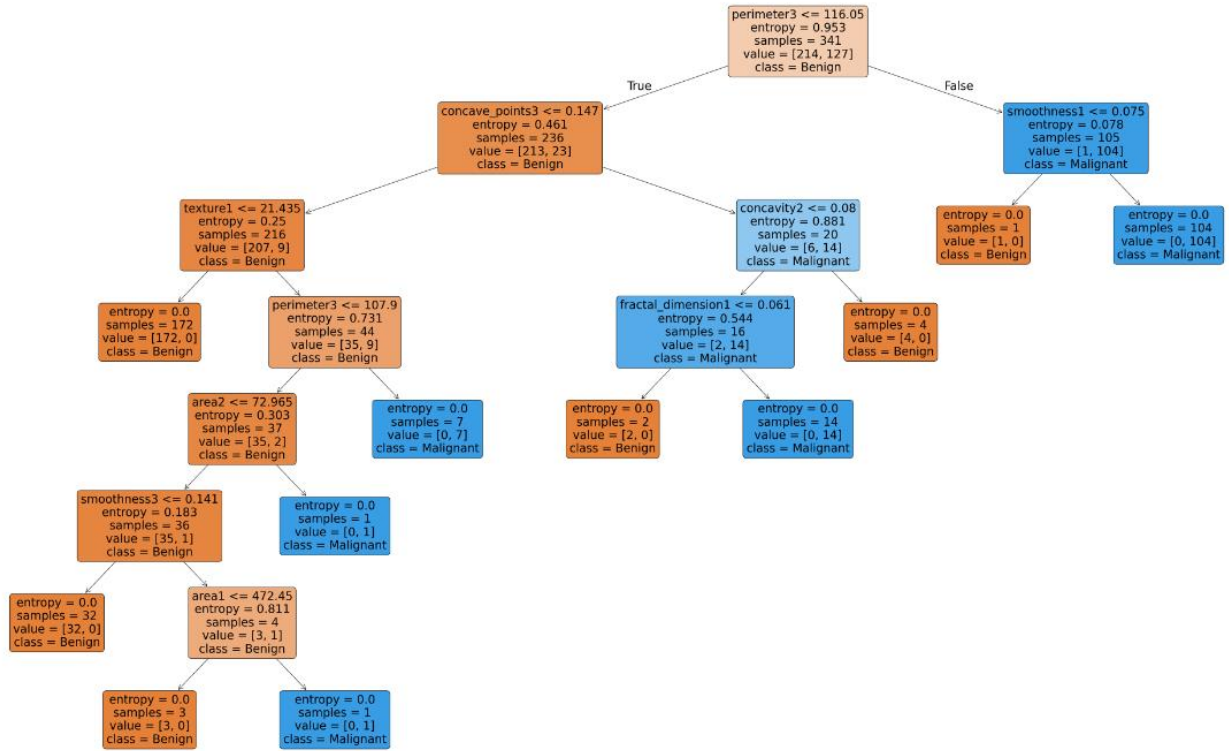 perimeter3 <= 116.05
entropy = 0.953
samples = 341
value = [214, 127]
class = Benign
True
False
concave_points3 <= 0.147
entropy = 0.461
samples = 236
value = [213, 23]
class = Benign
smoothness1 <= 0.075
entropy = 0.078
samples = 105
value = [1, 104]
class = Malignant
texture1 <= 21.435
entropy = 0.25
samples = 216
value = [207, 9]
class = Benign
concavity2 <= 0.08
entropy = 0.881
samples = 20
value = [6, 14]
class = Malignant
entropy = 0.0
samples = 1
value = [1, 0]
class = Benign
entropy = 0.0
samples = 104
value = [0, 104]
class = Malignant
entropy = 0.0
samples = 172
value = [172, 0]
class = Benign
perimeter3 <= 107.9
entropy = 0.731
samples = 44
value = [35, 9]
class = Benign
fractal_dimension1 <= 0.061
entropy = 0.544
samples = 16
value = [2, 14]
class = Malignant
entropy = 0.0
samples = 4
value = [4, 0]
class = Benign
area2 <= 72.965
entropy = 0.303
samples = 37
value = [35, 2]
class = Benign
entropy = 0.0
samples = 7
value = [0, 7]
class = Malignant
entropy = 0.0
samples = 2
value = [2, 0]
class = Benign
entropy = 0.0
samples = 14
value = [0, 14]
class = Malignant
smoothness3 <= 0.141
entropy = 0.183
samples = 36
value = [35, 1]
class = Benign
entropy = 0.0
samples = 1
value = [0, 1]
class = Malignant
entropy = 0.0
samples = 32
value = [32, 0]
class = Benign
area1 <= 472.45
entropy = 0.811
samples = 4
value = [3, 1]
class = Benign
entropy = 0.0
samples = 3
value = [3, 0]
class = Benign
entropy = 0.0
samples = 1
value = [0, 1]
class = Malignant